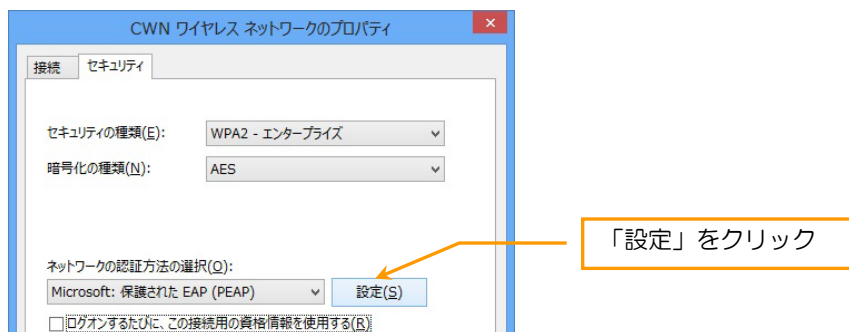 CWN ワイヤレス ネットワークのプロパティ
接続 セキュリティ
セキュリティの種類(E): WPA2 - エンタープライズ
暗号化の種類(N): AES
「設定」をクリック
ネットワークの認証方法の選択(O):
Microsoft: 保護された EAP (PEAP) 設定(S)
ログオンするたびに、この接続用の資格情報を使用する(R)